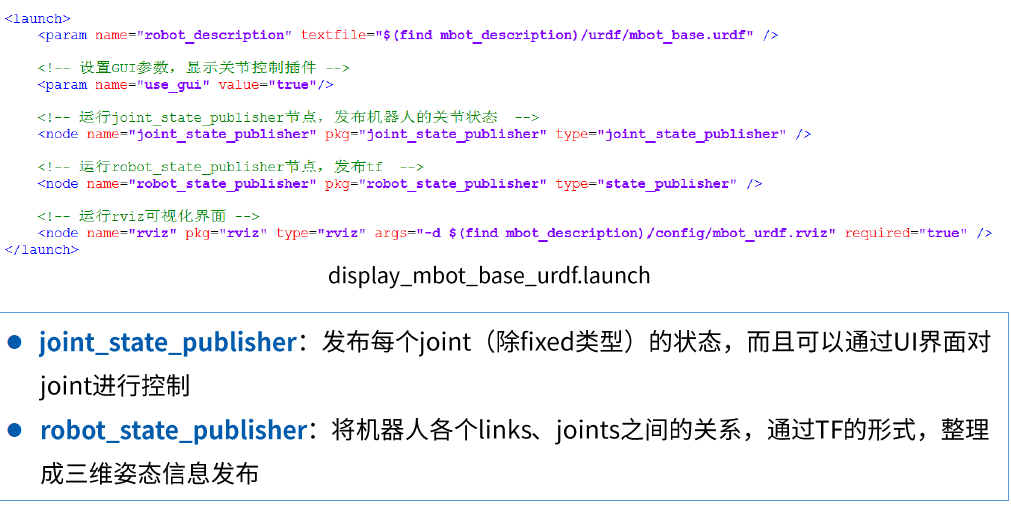 <launch>
<param name="robot_description" textfile="$(find mbot_description)/urdf/mbot_base.urdf" />
<!-- 设置GUI参数，显示关节控制插件 -->
<param name="use_gui" value="true"/>
<!-- 运行joint_state_publisher节点，发布机器人的关节状态  -->
<node name="joint_state_publisher" pkg="joint_state_publisher" type="joint_state_publisher" />
<!-- 运行robot_state_publisher节点，发布tf  -->
<node name="robot_state_publisher" pkg="robot_state_publisher" type="state_publisher" />
<!-- 运行rviz可视化界面 -->
<node name="rviz" pkg="rviz" type="rviz" args="-d $(find mbot_description)/config/mbot_urdf.rviz" required="true" />
</launch>
display_mbot_base_urdf.launch
● joint_state_publisher：发布每个joint（除fixed类型）的状态，而且可以通过UI界面对
joint进行控制
● robot_state_publisher：将机器人各个links、joints之间的关系，通过TF的形式，整理
成三维姿态信息发布